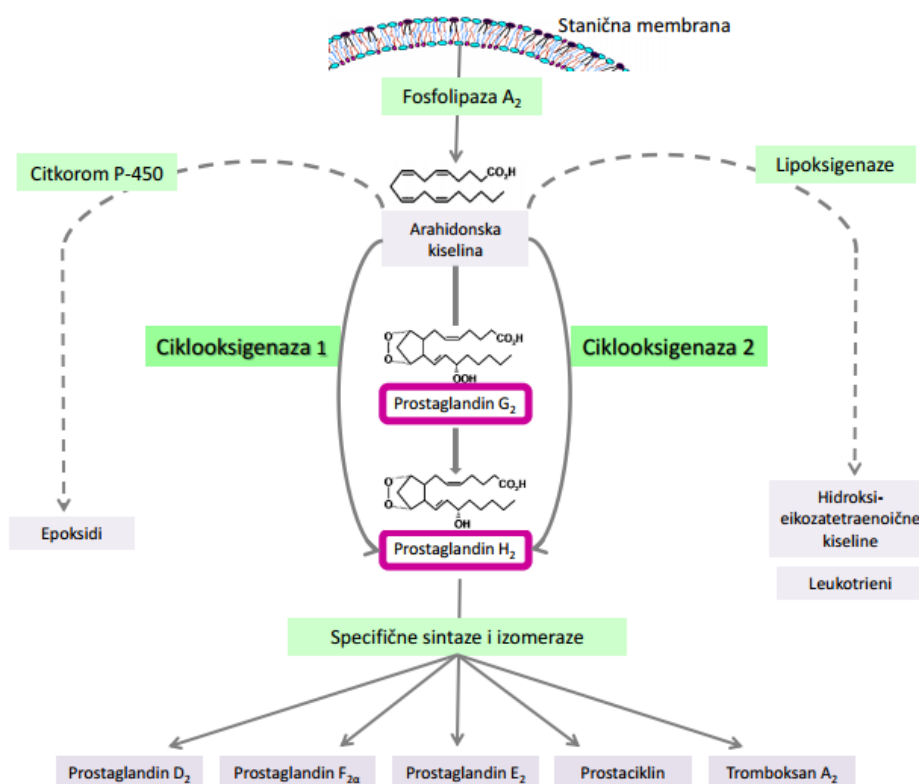 Stanična membrana
Fosfolipaza A₂
Citkorom P-450
Lipoksigenaze
CO₂H
Arahidonska
kiselina
Ciklooksigenaza 1
Ciklooksigenaza 2
O
O
CO₂H
OOH
Prostaglandin G₂
O
O
CO₂H
OH
Prostaglandin H₂
Epoksidi
Hidroksi-
eikozatetraenoične
kiseline
Leukotrieni
Specifične sintaze i izomeraze
Prostaglandin D₂
Prostaglandin F₂α
Prostaglandin E₂
Prostaciklin
Tromboksan A₂